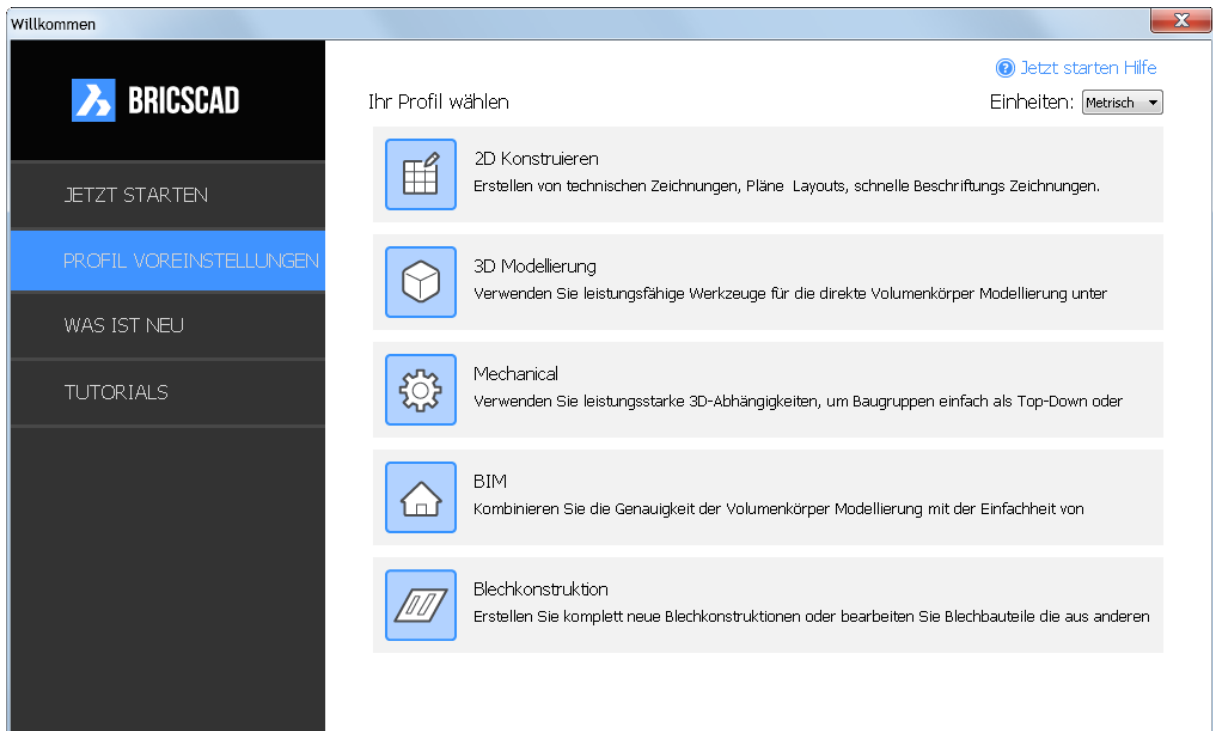 Willkommen
BRICSCAD
JETZT STARTEN
PROFIL VOREINSTELLUNGEN
WAS IST NEU
TUTORIALS
Jetzt starten Hilfe
Ihr Profil wählen
Einheiten: Metrisch
2D Konstruieren
Erstellen von technischen Zeichnungen, Pläne Layouts, schnelle Beschriftungs Zeichnungen.
3D Modellierung
Verwenden Sie leistungsfähige Werkzeuge für die direkte Volumenkörper Modellierung unter
Mechanical
Verwenden Sie leistungsstarke 3D-Abhängigkeiten, um Baugruppen einfach als Top-Down oder
BIM
Kombinieren Sie die Genauigkeit der Volumenkörper Modellierung mit der Einfachheit von
Blechkonstruktion
Erstellen Sie komplett neue Blechkonstruktionen oder bearbeiten Sie Blechbauteile die aus anderen